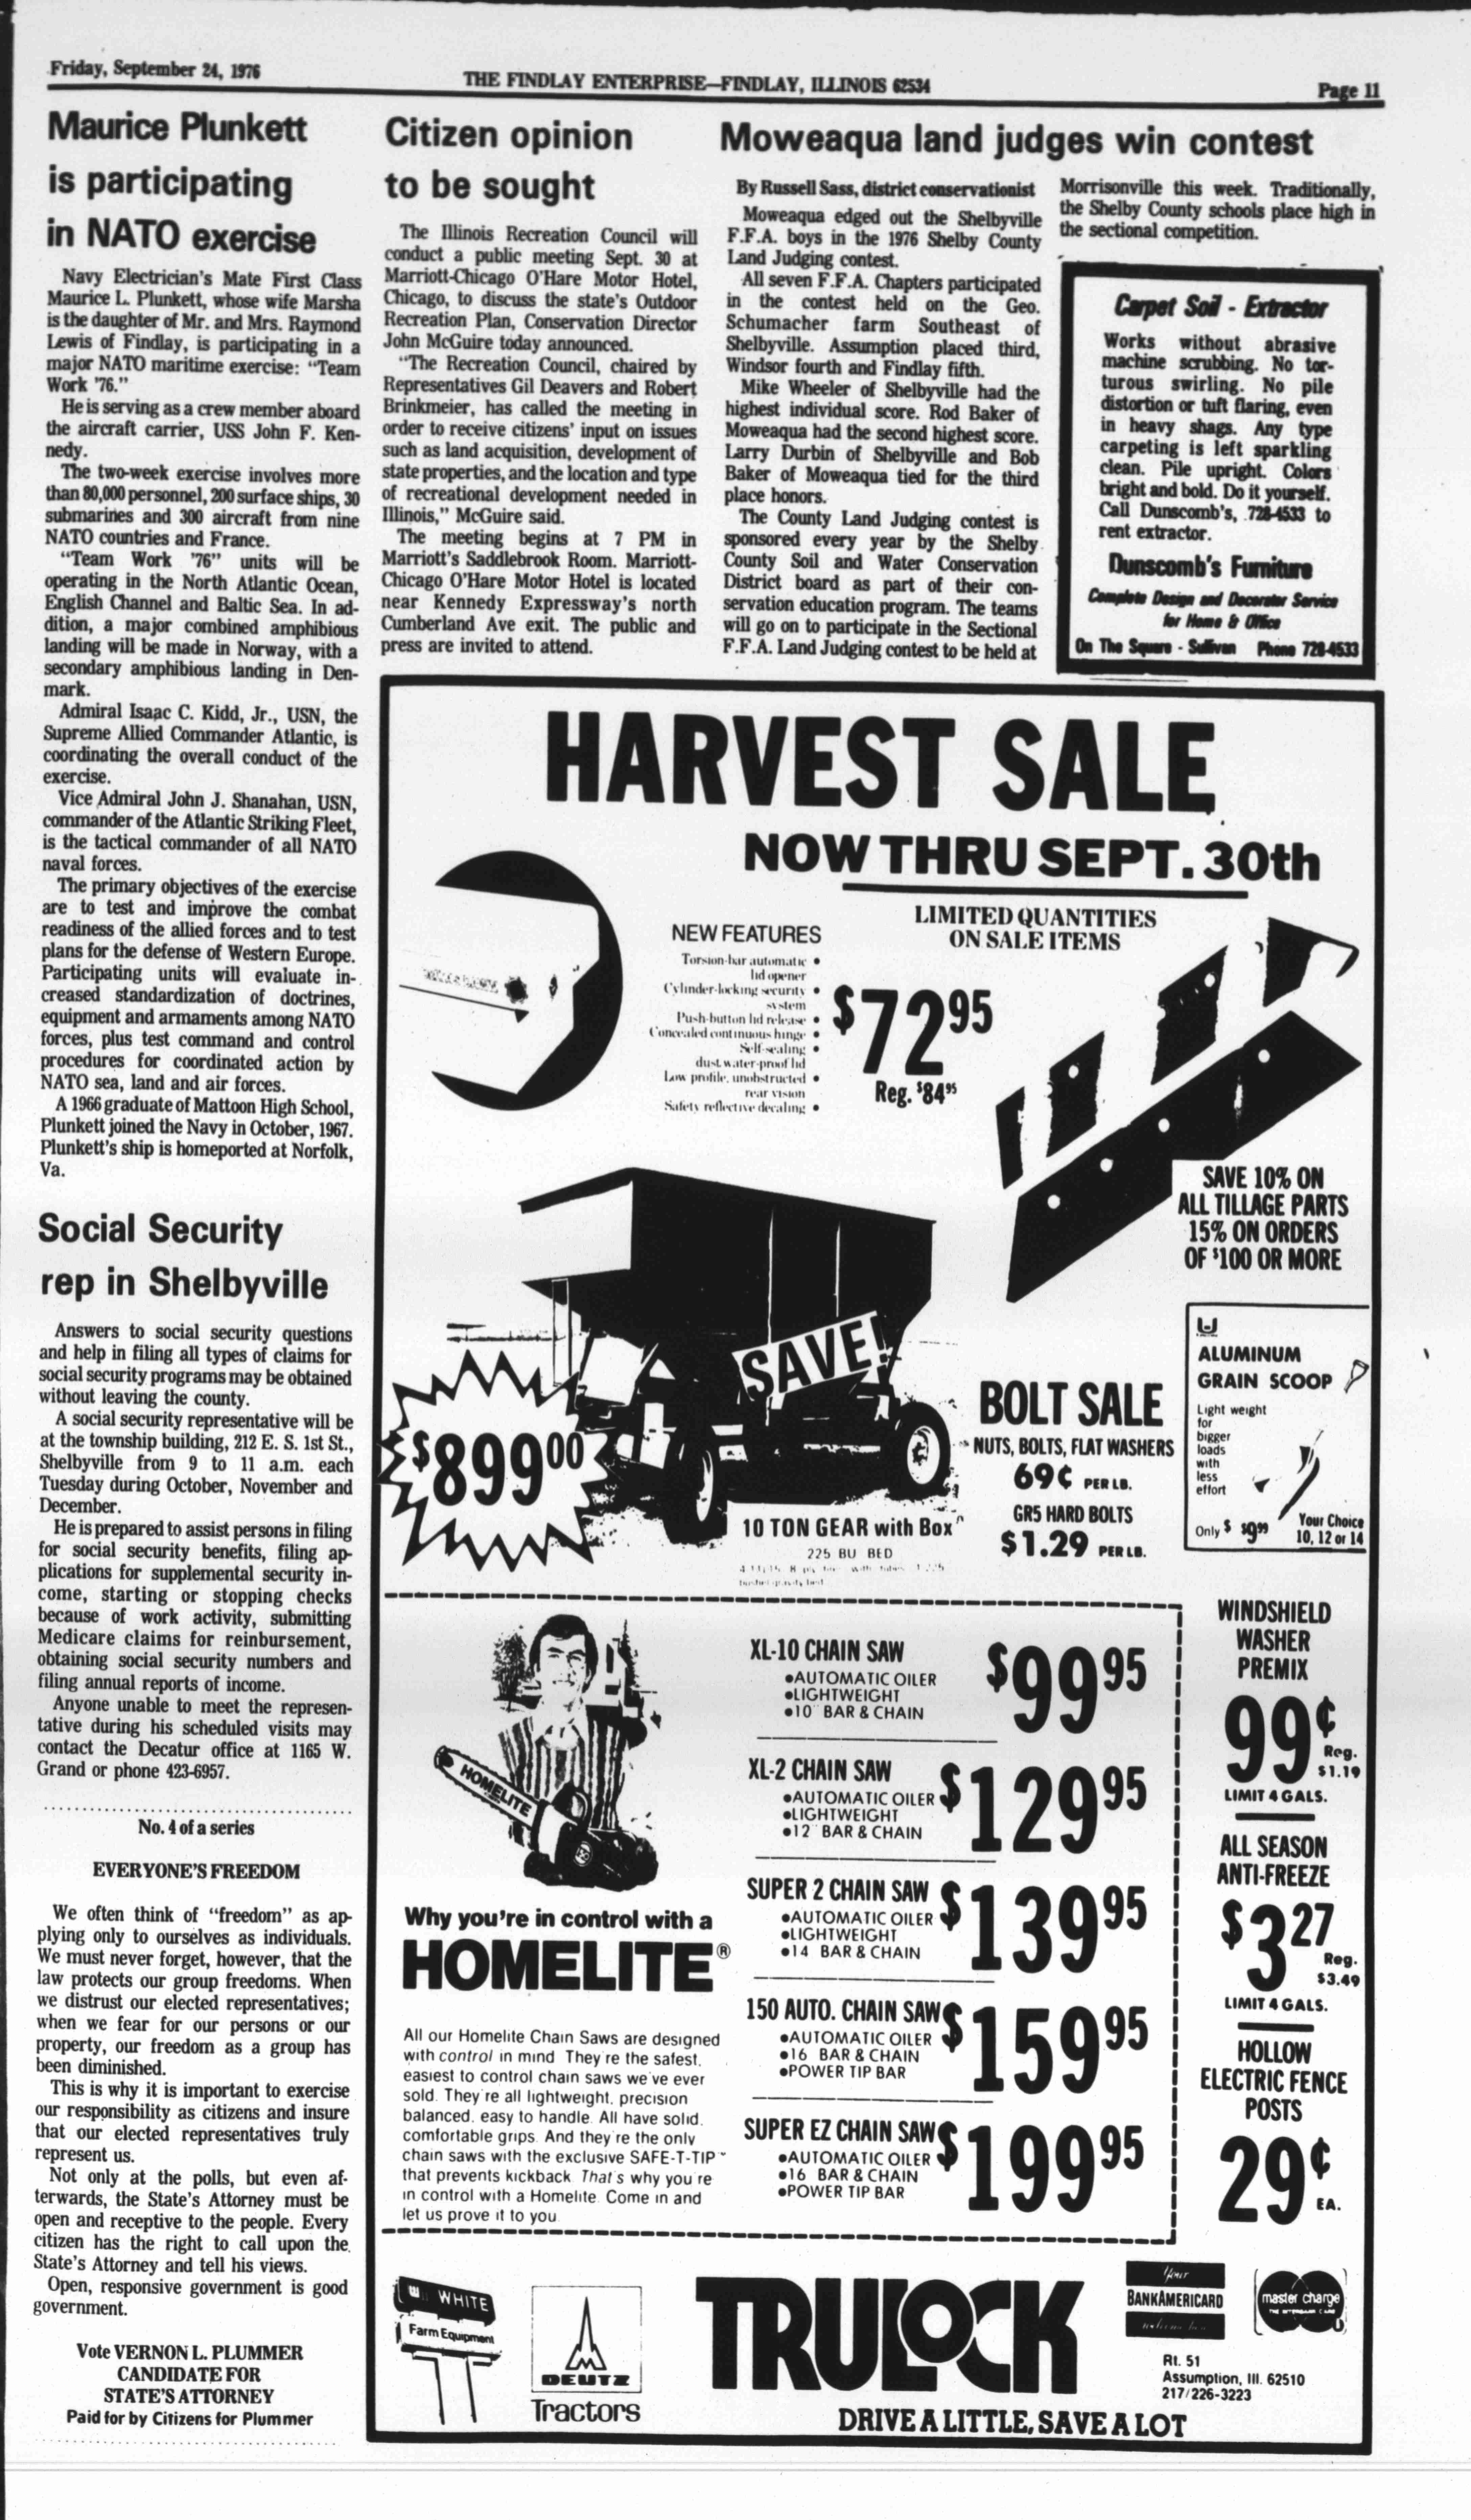 Friday, September 24, 1976
THE FINDLAY ENTERPRISE—FINDLAY, ILLINOIS 62534
Page 11
Maurice Plunkett
is participating
in NATO exercise
Navy Electrician's Mate First Class
Maurice L. Plunkett, whose wife Marsha
is the daughter of Mr. and Mrs. Raymond
Lewis of Findlay, is participating in a
major NATO maritime exercise: "Team
Work '76."
He is serving as a crew member aboard
the aircraft carrier, USS John F. Ken-
nedy.
The two-week exercise involves more
than 80,000 personnel, 200 surface ships, 30
submarines and 300 aircraft from nine
NATO countries and France.
"Team Work '76" units will be
operating in the North Atlantic Ocean,
English Channel and Baltic Sea. In ad-
dition, a major combined amphibious
landing will be made in Norway, with a
secondary amphibious landing in Den-
mark.
Admiral Isaac C. Kidd, Jr., USN, the
Supreme Allied Commander Atlantic, is
coordinating the overall conduct of the
exercise.
Vice Admiral John J. Shanahan, USN,
commander of the Atlantic Striking Fleet,
is the tactical commander of all NATO
naval forces.
The primary objectives of the exercise
are to test and improve the combat
readiness of the allied forces and to test
plans for the defense of Western Europe.
Participating units will evaluate in-
creased standardization of doctrines,
equipment and armaments among NATO
forces, plus test command and control
procedures for coordinated action by
NATO sea, land and air forces.
A 1966 graduate of Mattoon High School,
Plunkett joined the Navy in October, 1967.
Plunkett's ship is homeported at Norfolk,
Va.
Social Security
rep in Shelbyville
Answers to social security questions
and help in filing all types of claims for
social security programs may be obtained
without leaving the county.
A social security representative will be
at the township building, 212 E. S. 1st St.,
Shelbyville from 9 to 11 a.m. each
Tuesday during October, November and
December.
He is prepared to assist persons in filing
for social security benefits, filing ap-
plications for supplemental security in-
come, starting or stopping checks
because of work activity, submitting
Medicare claims for reimbursement,
obtaining social security numbers and
filing annual reports of income.
Anyone unable to meet the represen-
tative during his scheduled visits may
contact the Decatur office at 1165 W.
Grand or phone 423-6957.
No. 4 of a series
EVERYONE'S FREEDOM
We often think of "freedom" as ap-
plying only to ourselves as individuals.
We must never forget, however, that the
law protects our group freedoms. When
we distrust our elected representatives;
when we fear for our persons or our
property, our freedom as a group has
been diminished.
This is why it is important to exercise
our responsibility as citizens and insure
that our elected representatives truly
represent us.
Not only at the polls, but even af-
terwards, the State's Attorney must be
open and receptive to the people. Every
citizen has the right to call upon the
State's Attorney and tell his views.
Open, responsive government is good
government.
Vote VERNON L. PLUMMER
CANDIDATE FOR
STATE'S ATTORNEY
Paid for by Citizens for Plummer
Citizen opinion
to be sought
The Illinois Recreation Council will
conduct a public meeting Sept. 30 at
Marriott-Chicago O'Hare Motor Hotel,
Chicago, to discuss the state's Outdoor
Recreation Plan, Conservation Director
John McGuire today announced.
"The Recreation Council, chaired by
Representatives Gil Deavers and Robert
Brinkmeier, has called the meeting in
order to receive citizens' input on issues
such as land acquisition, development of
state properties, and the location and type
of recreational development needed in
Illinois," McGuire said.
The meeting begins at 7 PM in
Marriott's Saddlebrook Room. Marriott-
Chicago O'Hare Motor Hotel is located
near Kennedy Expressway's north
Cumberland Ave exit. The public and
press are invited to attend.
Moweaqua land judges win contest
By Russell Sass, district conservationist
Moweaqua edged out the Shelbyville
F.F.A. boys in the 1976 Shelby County
Land Judging contest.
All seven F.F.A. Chapters participated
in the contest held on the Geo.
Schumacher farm Southeast of
Shelbyville. Assumption placed third,
Windsor fourth and Findlay fifth.
Mike Wheeler of Shelbyville had the
highest individual score. Rod Baker of
Moweaqua had the second highest score.
Larry Durbin of Shelbyville and Bob
Baker of Moweaqua tied for the third
place honors.
The County Land Judging contest is
sponsored every year by the Shelby
County Soil and Water Conservation
District board as part of their con-
servation education program. The teams
will go on to participate in the Sectional
F.F.A. Land Judging contest to be held at
Morrisonville this week. Traditionally,
the Shelby County schools place high in
the sectional competition.
Carpet Soil - Extractor
Works without abrasive
machine scrubbing. No tor-
turous swirling. No pile
distortion or tuft flaring, even
in heavy shags. Any type
carpeting is left sparkling
clean. Pile upright. Colors
bright and bold. Do it yourself.
Call Dunscomb's, 728-4533 to
rent extractor.
Dunscomb's Furniture
Complete Design and Decorator Service
for Home & Office
On The Square - Sullivan Phone 728-4533
HARVEST SALE
NOW THRU SEPT. 30th
LIMITED QUANTITIES
ON SALE ITEMS
NEW FEATURES
Torsion-bar automatic •
lid opener
Cylinder-locking security •
system
Push-button lid release •
Concealed continuous hinge •
Self-sealing •
dust, water-proof lid
Low profile, unobstructed •
rear vision
Safety reflective decaling •
$72.95
Reg. $84.95
SAVE 10% ON
ALL TILLAGE PARTS
15% ON ORDERS
OF $100 OR MORE
SAVE!
$899.00
10 TON GEAR with Box
225 BU BED
BOLT SALE
NUTS, BOLTS, FLAT WASHERS
69¢ PER LB.
GR5 HARD BOLTS
$1.29 PER LB.
ALUMINUM
GRAIN SCOOP
Light weight
for
bigger
loads
with
less
effort
Only $ $9.99
Your Choice
10, 12 or 14
HOMELITE
Why you're in control with a
HOMELITE®
All our Homelite Chain Saws are designed
with control in mind They're the safest,
easiest to control chain saws we've ever
sold. They're all lightweight, precision
balanced, easy to handle. All have solid,
comfortable grips. And they're the only
chain saws with the exclusive SAFE-T-TIP™
that prevents kickback That's why you're
in control with a Homelite. Come in and
let us prove it to you
XL-10 CHAIN SAW $99.95
•AUTOMATIC OILER
•LIGHTWEIGHT
•10" BAR & CHAIN
XL-2 CHAIN SAW $129.95
•AUTOMATIC OILER
•LIGHTWEIGHT
•12" BAR & CHAIN
SUPER 2 CHAIN SAW $139.95
•AUTOMATIC OILER
•LIGHTWEIGHT
•14 BAR & CHAIN
150 AUTO. CHAIN SAW $159.95
•AUTOMATIC OILER
•16 BAR & CHAIN
•POWER TIP BAR
SUPER EZ CHAIN SAW $199.95
•AUTOMATIC OILER
•16 BAR & CHAIN
•POWER TIP BAR
WINDSHIELD
WASHER
PREMIX
99¢
Reg.
$1.19
LIMIT 4 GALS.
ALL SEASON
ANTI-FREEZE
$3.27
Reg.
$3.49
LIMIT 4 GALS.
HOLLOW
ELECTRIC FENCE
POSTS
29¢
EA.
WHITE
Farm Equipment
DEUTZ
Tractors
TRULOCK
DRIVE A LITTLE, SAVE A LOT
Your
BANKAMERICARD
welcome here
master charge
THE INTERBANK CARD
Rt. 51
Assumption, Ill. 62510
217/226-3223